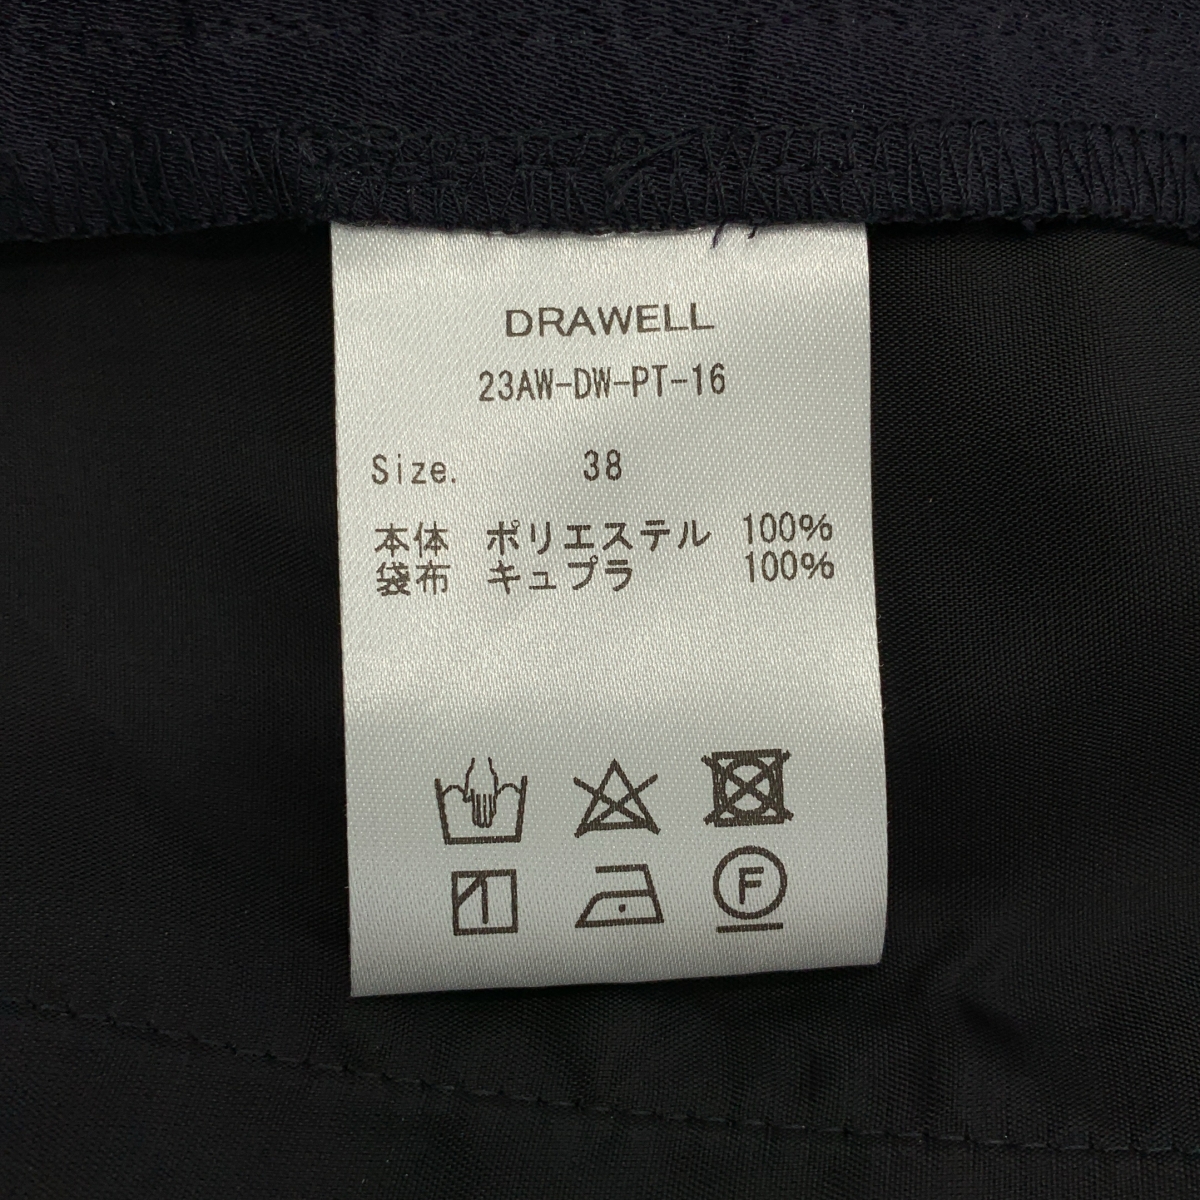 DRAWELL
23AW-DW-PT-16
Size. 38
本体 ポリエステル 100%
袋布 キュプラ 100%
F